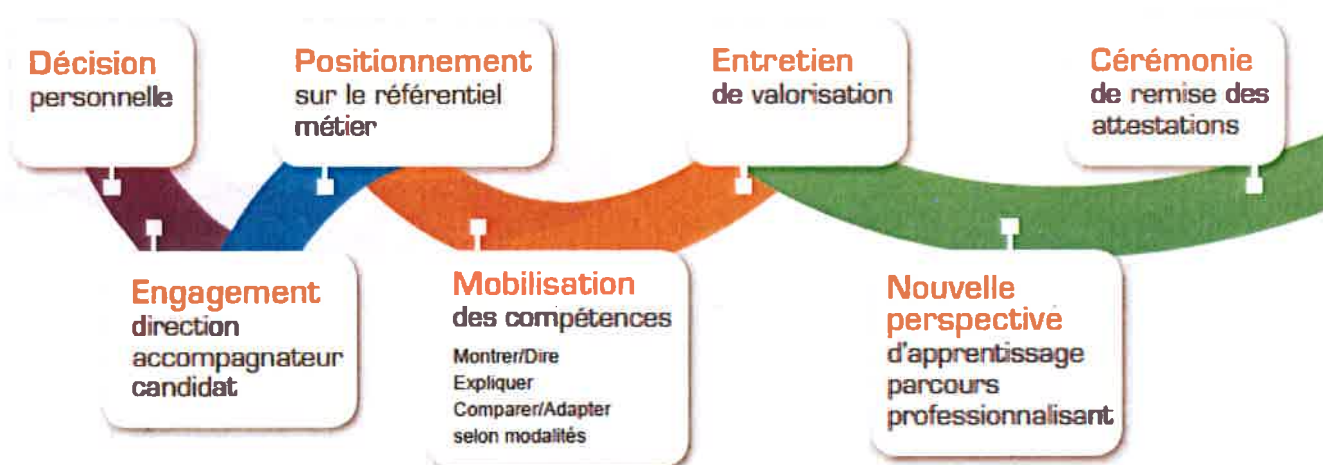 Décision
personnelle
Engagement
direction
accompagnateur
candidat
Positionnement
sur le référentiel
métier
Mobilisation
des compétences
Montrer/Dire
Expliquer
Comparer/Adapter
selon modalités
Entretien
de valorisation
Nouvelle
perspective
d'apprentissage
parcours
professionnalisant
Cérémonie
de remise des
attestations